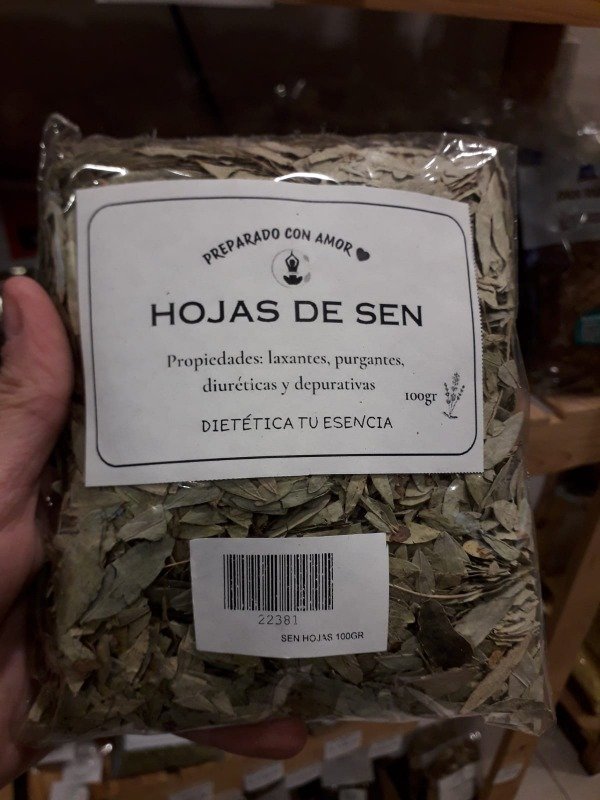 PREPARADO CON AMOR
HOJAS DE SEN
Propiedades: laxantes, purgantes,
diuréticas y depurativas
100gr
DIETÉTICA TU ESENCIA
22381
SEN HOJAS 100GR